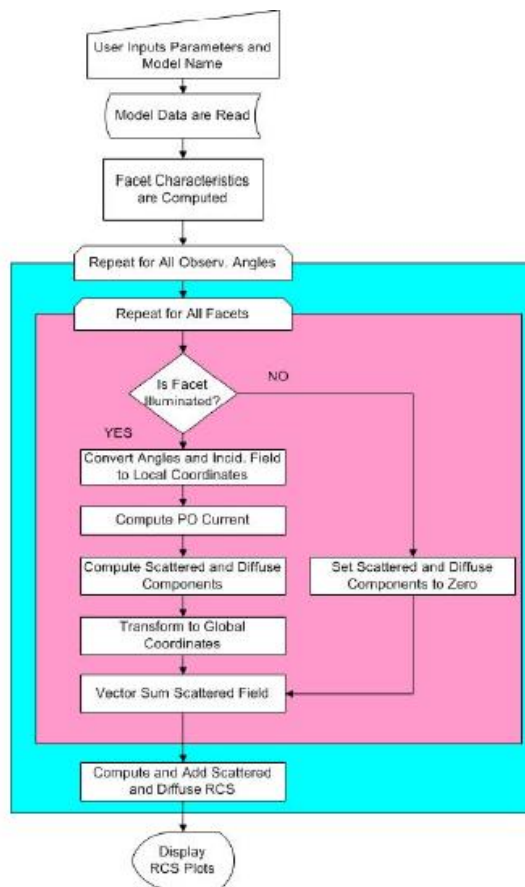 User Inputs Parameters and
Model Name
Model Data are Read
Facet Characteristics
are Computed
Repeat for All Observ. Angles
Repeat for All Facets
Is Facet
Illuminated?
NO
YES
Convert Angles and Incid. Field
to Local Coordinates
Compute PO Current
Compute Scattered and Diffuse
Components
Set Scattered and Diffuse
Components to Zero
Transform to Global
Coordinates
Vector Sum Scattered Field
Compute and Add Scattered
and Diffuse RCS
Display
RCS Plots